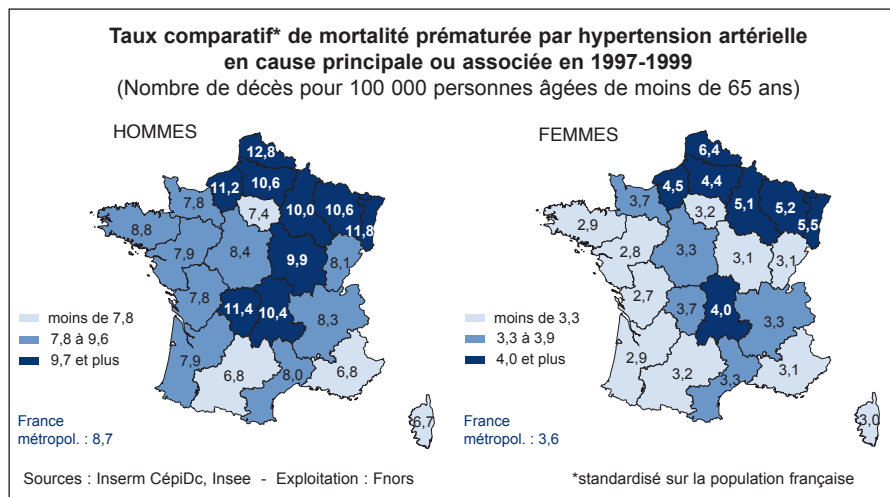 Taux comparatif* de mortalité prématurée par hypertension artérielle
en cause principale ou associée en 1997-1999
(Nombre de décès pour 100 000 personnes âgées de moins de 65 ans)
HOMMES
12,8
11,2
10,6
7,8
7,4
10,0
10,6
11,8
8,8
7,9
8,4
9,9
8,1
7,8
11,4
10,4
8,3
7,9
6,8
8,0
6,8
6,7
moins de 7,8
7,8 à 9,6
9,7 et plus
France
métropol. : 8,7
FEMMES
6,4
4,5
4,4
3,7
3,2
5,1
5,2
5,5
2,9
2,8
3,3
3,1
3,1
2,7
3,7
4,0
3,3
2,9
3,2
3,3
3,1
3,0
moins de 3,3
3,3 à 3,9
4,0 et plus
France
métropol. : 3,6
Sources : Inserm CépiDc, Insee - Exploitation : Fnors
*standardisé sur la population française